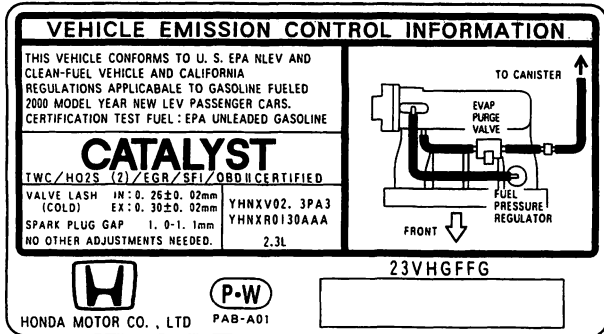 VEHICLE EMISSION CONTROL INFORMATION
THIS VEHICLE CONFORMS TO U. S. EPA NLEV AND
CLEAN-FUEL VEHICLE AND CALIFORNIA
REGULATIONS APPLICABALE TO GASOLINE FUELED
2000 MODEL YEAR NEW LEV PASSENGER CARS.
CERTIFICATION TEST FUEL : EPA UNLEADED GASOLINE
CATALYST
TWC/HO2S (2)/EGR/SFI/OBDⅡCERTIFIED
VALVE LASH IN:0. 26±0. 02mm
(COLD) EX:0. 30±0. 02mm
SPARK PLUG GAP 1. 0-1. 1mm
NO OTHER ADJUSTMENTS NEEDED.
YHNXV02. 3PA3
YHNXR0130AAA
2.3L
TO CANISTER
EVAP
PURGE
VALVE
FUEL
PRESSURE
REGULATOR
FRONT
HONDA MOTOR CO. , LTD
P·W
PAB-A01
23VHGFFG